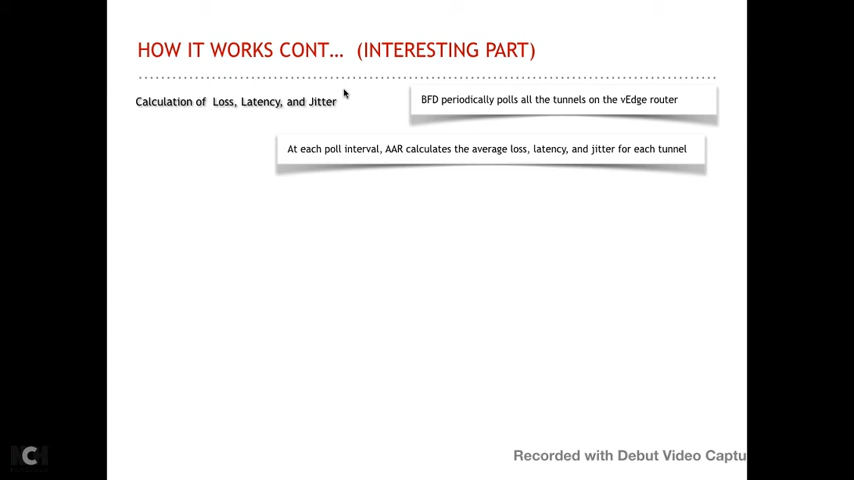 HOW IT WORKS CONT... (INTERESTING PART)
Calculation of Loss, Latency, and Jitter
BFD periodically polls all the tunnels on the vEdge router
At each poll interval, AAR calculates the average loss, latency, and jitter for each tunnel
Recorded with Debut Video Captu